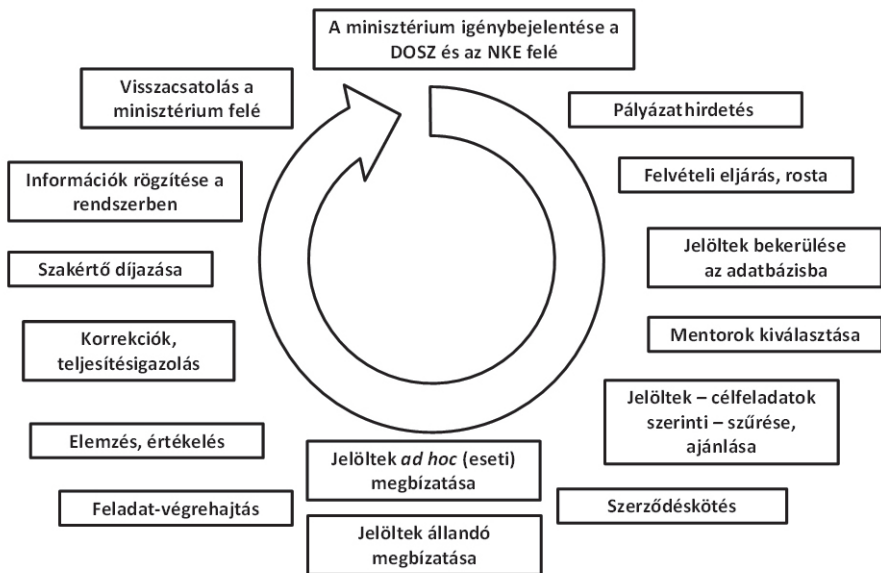 A minisztérium igénybejelentése a
DOSZ és az NKE felé
Pályázathirdetés
Felvételi eljárás, rosta
Jelöltek bekerülése
az adatbázisba
Mentorok kiválasztása
Jelöltek – célfeladatok
szerinti – szűrése,
ajánlása
Szerződéskötés
Jelöltek ad hoc (eseti)
megbízatása
Jelöltek állandó
megbízatása
Feladat-végrehajtás
Elemzés, értékelés
Korrekciók,
teljesítésigazolás
Szakértő díjazása
Információk rögzítése a
rendszerben
Visszacsatolás a
minisztérium felé